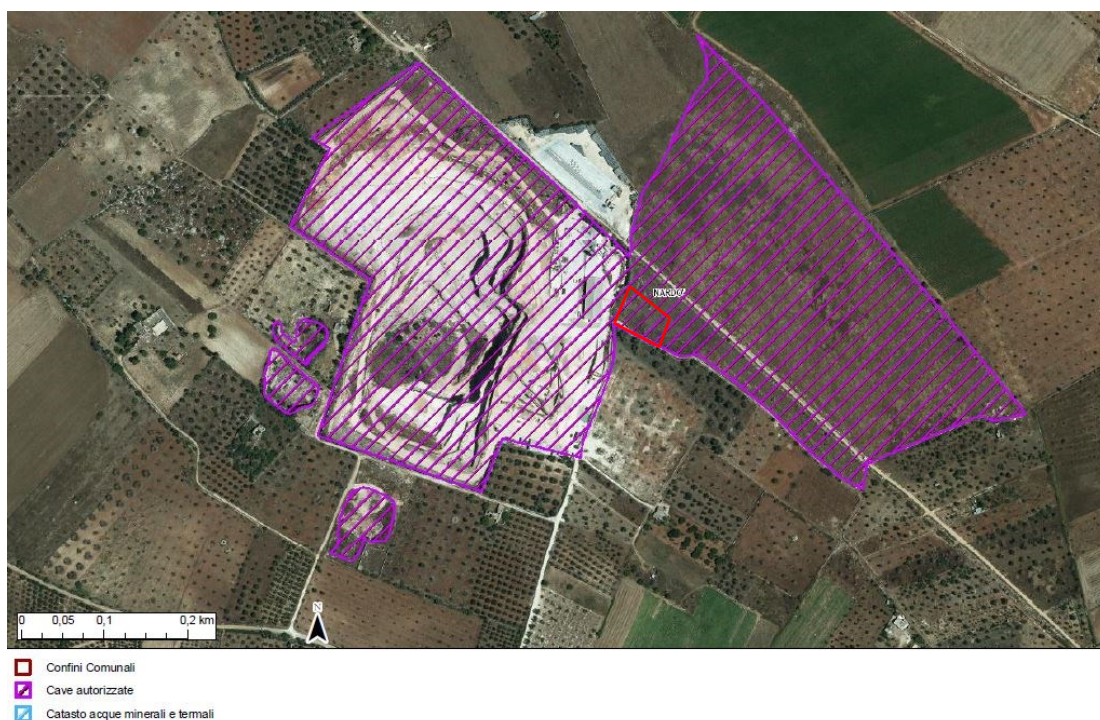 NARDO'
0 0,05 0,1 0,2 km
N
Confini Comunali
Cave autorizzate
Catasto acque minerali e termali